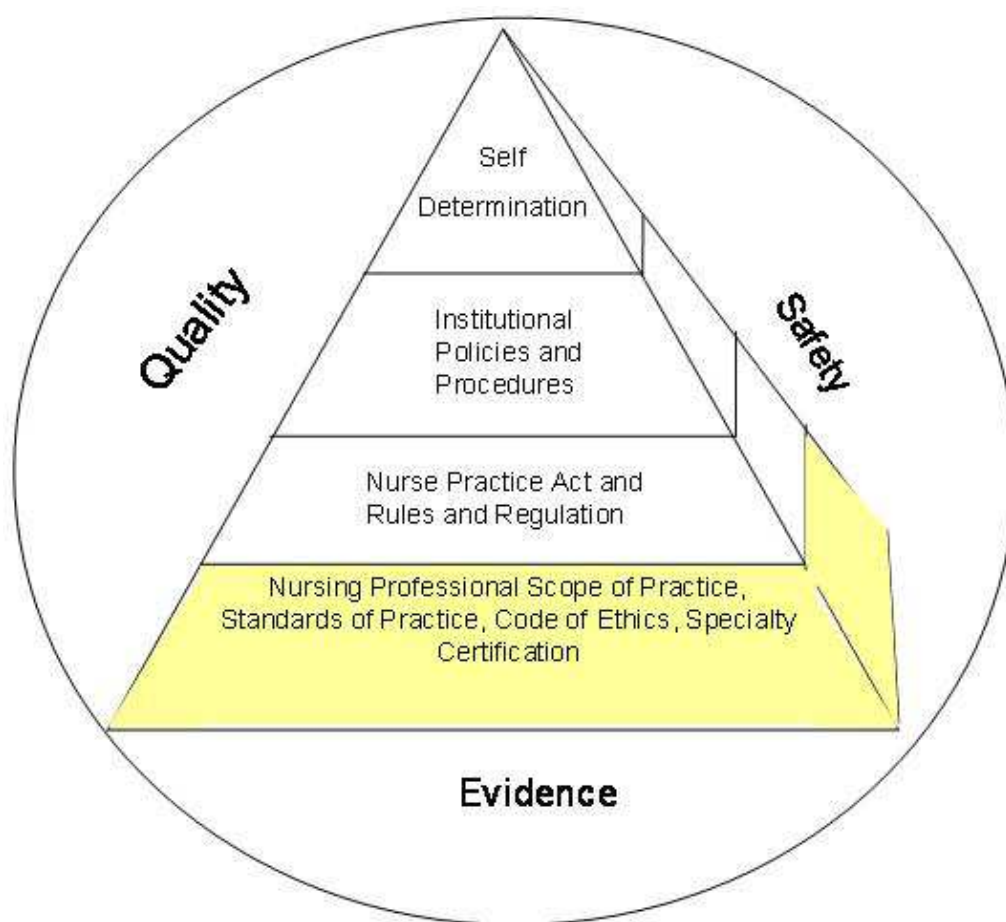 Self
Determination
Quality
Safety
Institutional
Policies and
Procedures
Nurse Practice Act and
Rules and Regulation
Nursing Professional Scope of Practice,
Standards of Practice, Code of Ethics, Specialty
Certification
Evidence